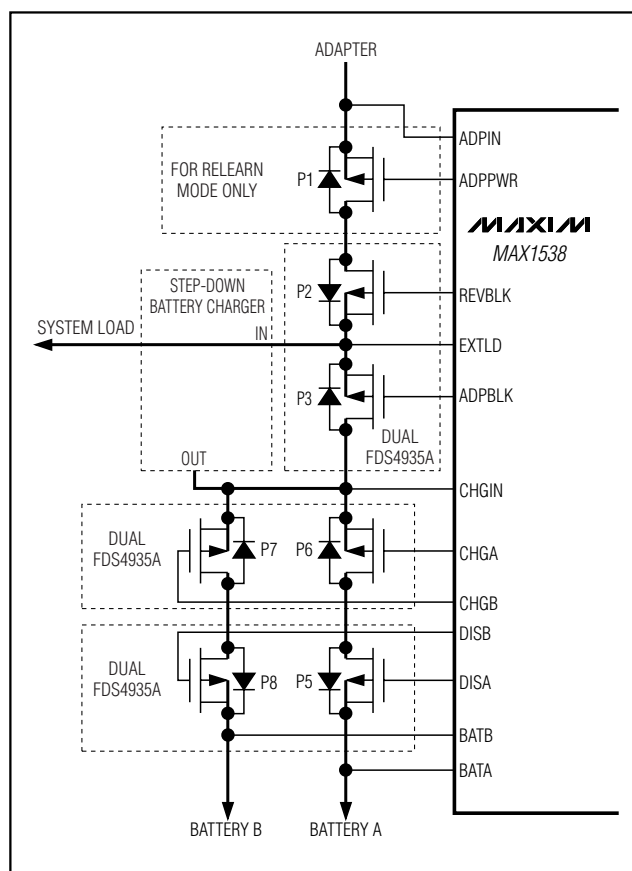 ADAPTER
ADPIN
FOR RELEARN
MODE ONLY
P1
ADPPWR
MAXIM
MAX1538
STEP-DOWN
BATTERY CHARGER
P2
REVBLK
SYSTEM LOAD
IN
EXTLD
P3
ADPBLK
DUAL
FDS4935A
OUT
CHGIN
DUAL
FDS4935A
P7
P6
CHGA
CHGB
DISB
DUAL
FDS4935A
P8
P5
DISA
BATB
BATA
BATTERY B
BATTERY A